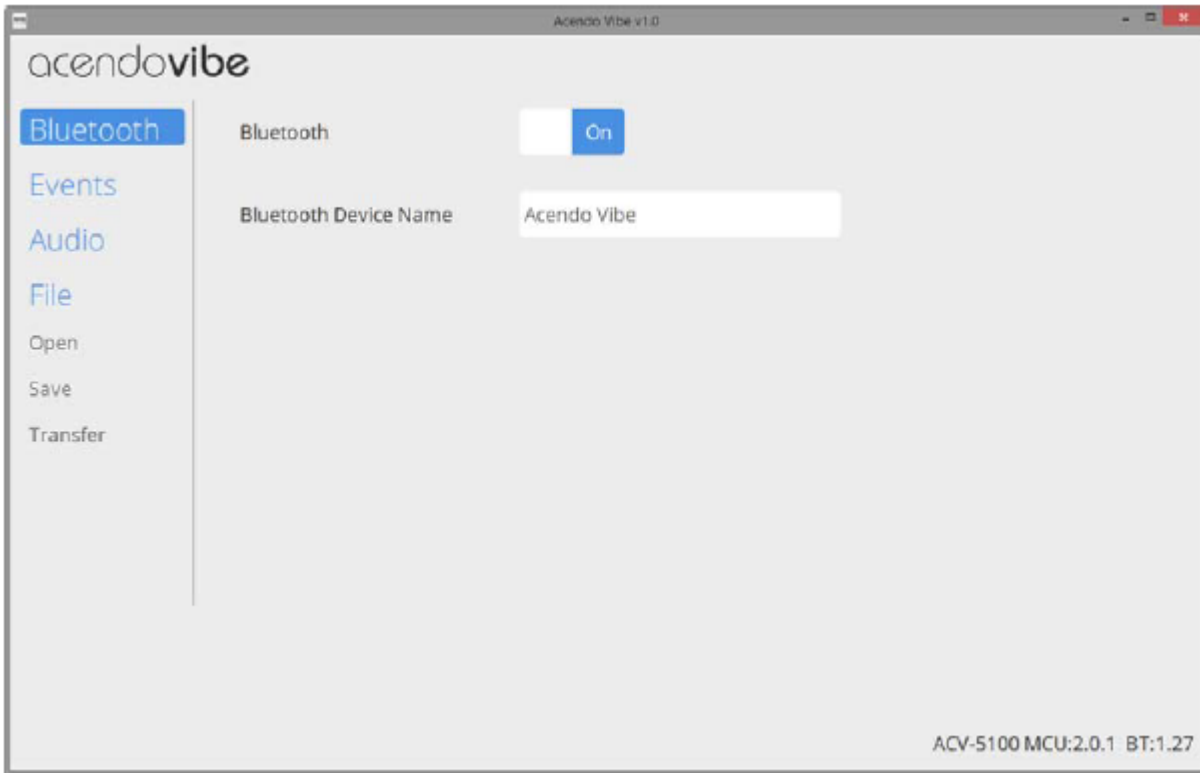 Acendo Vibe v1.0
acendovibe
Bluetooth
Events
Audio
File
Open
Save
Transfer
Bluetooth On
Bluetooth Device Name Acendo Vibe
ACV-5100 MCU:2.0.1 BT:1.27